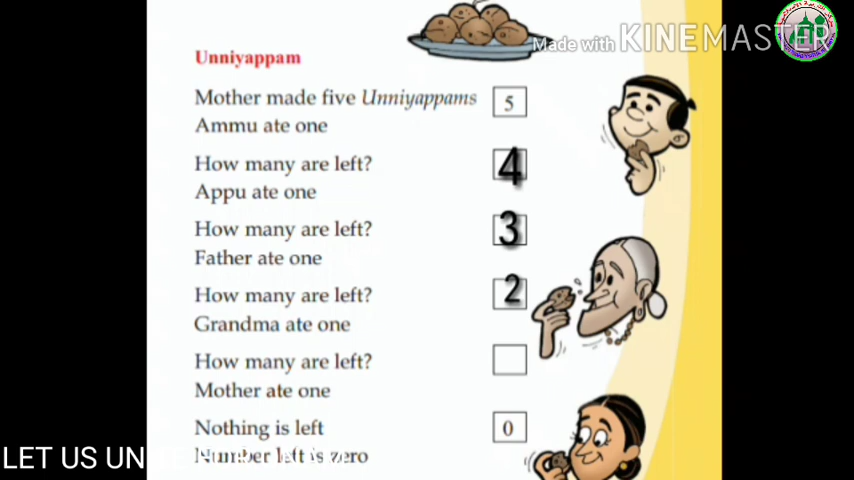 Made with KINEMASTER
Unniyappam
Mother made five Unniyappams 5
Ammu ate one
How many are left? 4
Appu ate one
How many are left? 3
Father ate one
How many are left? 2
Grandma ate one
How many are left?
Mother ate one
Nothing is left 0
Number left is zero
LET US